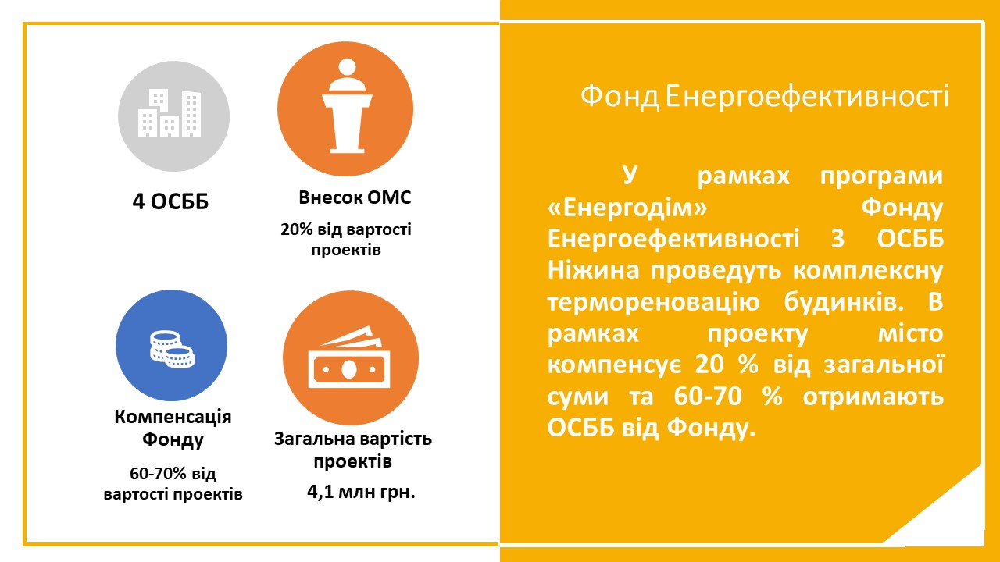 4 ОСББ
Внесок ОМС
20% від вартості
проектів
Компенсація
Фонду
60-70% від
вартості проектів
Загальна вартість
проектів
4,1 млн грн.
Фонд Енергоефективності
У рамках програми
«Енергодім» Фонду
Енергоефективності 3 ОСББ
Ніжина проведуть комплексну
термореновацію будинків. В
рамках проекту місто
компенсує 20 % від загальної
суми та 60-70 % отримають
ОСББ від Фонду.